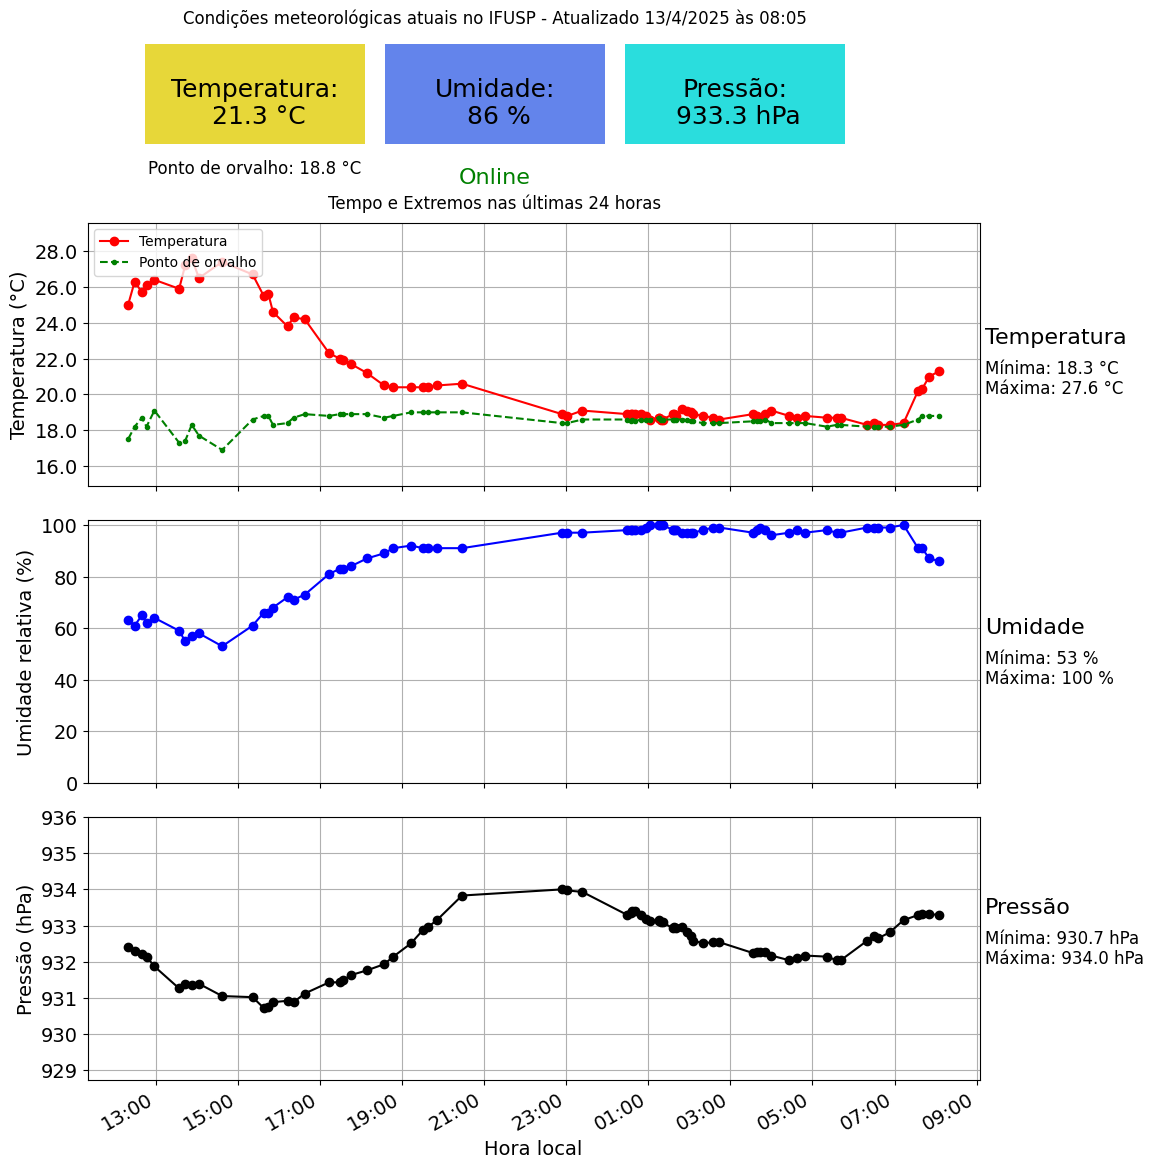 Condições meteorológicas atuais no IFUSP - Atualizado 13/4/2025 às 08:05
Temperatura:
21.3 °C
Umidade:
86 %
Pressão:
933.3 hPa
Ponto de orvalho: 18.8 °C
Online
Tempo e Extremos nas últimas 24 horas
Temperatura
Ponto de orvalho
Temperatura (°C)
28.0
26.0
24.0
22.0
20.0
18.0
16.0
Temperatura
Mínima: 18.3 °C
Máxima: 27.6 °C
Umidade relativa (%)
100
80
60
40
20
0
Umidade
Mínima: 53 %
Máxima: 100 %
Pressão (hPa)
936
935
934
933
932
931
930
929
Pressão
Mínima: 930.7 hPa
Máxima: 934.0 hPa
13:00
15:00
17:00
19:00
21:00
23:00
01:00
03:00
05:00
07:00
09:00
Hora local